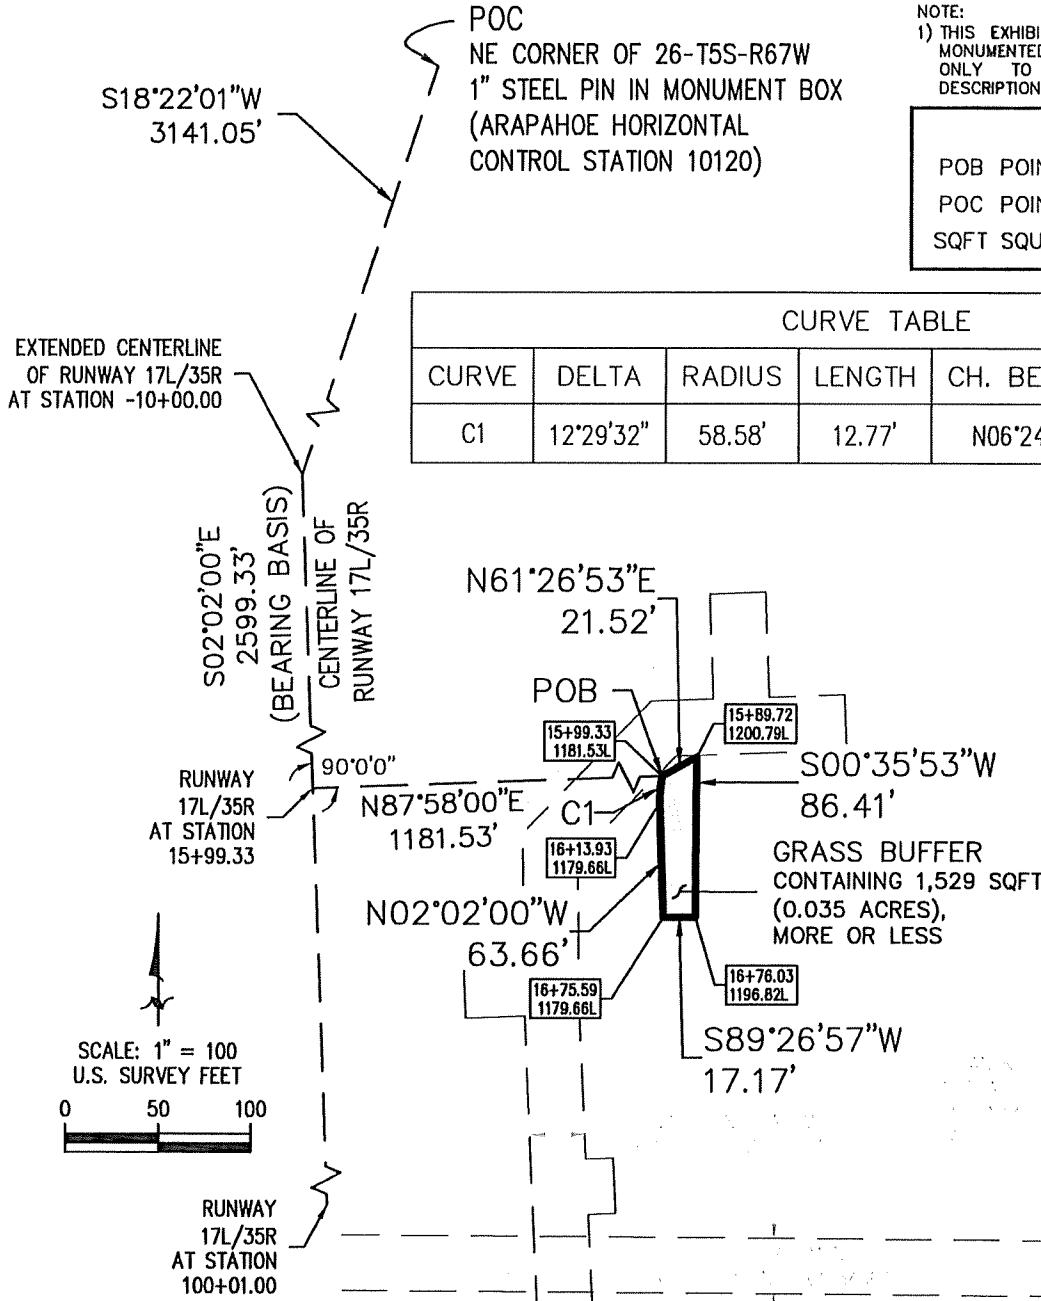 POC
NE CORNER OF 26-T5S-R67W
1" STEEL PIN IN MONUMENT BOX
(ARAPAHOE HORIZONTAL
CONTROL STATION 10120)
NOTE:
1) THIS EXHIBI
MONUMENTED
ONLY TO
DESCRIPTION
S18°22'01"W
3141.05'
POB POIN
POC POIN
SQFT SQU
CURVE TABLE
CURVE DELTA RADIUS LENGTH CH. BE
C1 12°29'32" 58.58' 12.77' N06°24
EXTENDED CENTERLINE
OF RUNWAY 17L/35R
AT STATION -10+00.00
S02°02'00"E
2599.33'
(BEARING BASIS)
CENTERLINE OF
RUNWAY 17L/35R
N61°26'53"E
21.52'
POB
15+99.33
1181.53L
15+89.72
1200.79L
S00°35'53"W
86.41'
90°0'0"
RUNWAY
17L/35R
AT STATION
15+99.33
N87°58'00"E
1181.53'
C1
16+13.93
1179.66L
GRASS BUFFER
CONTAINING 1,529 SQFT
(0.035 ACRES),
MORE OR LESS
N02°02'00"W
63.66'
16+75.59
1179.66L
16+76.03
1196.82L
S89°26'57"W
17.17'
SCALE: 1" = 100
U.S. SURVEY FEET
0 50 100
RUNWAY
17L/35R
AT STATION
100+01.00